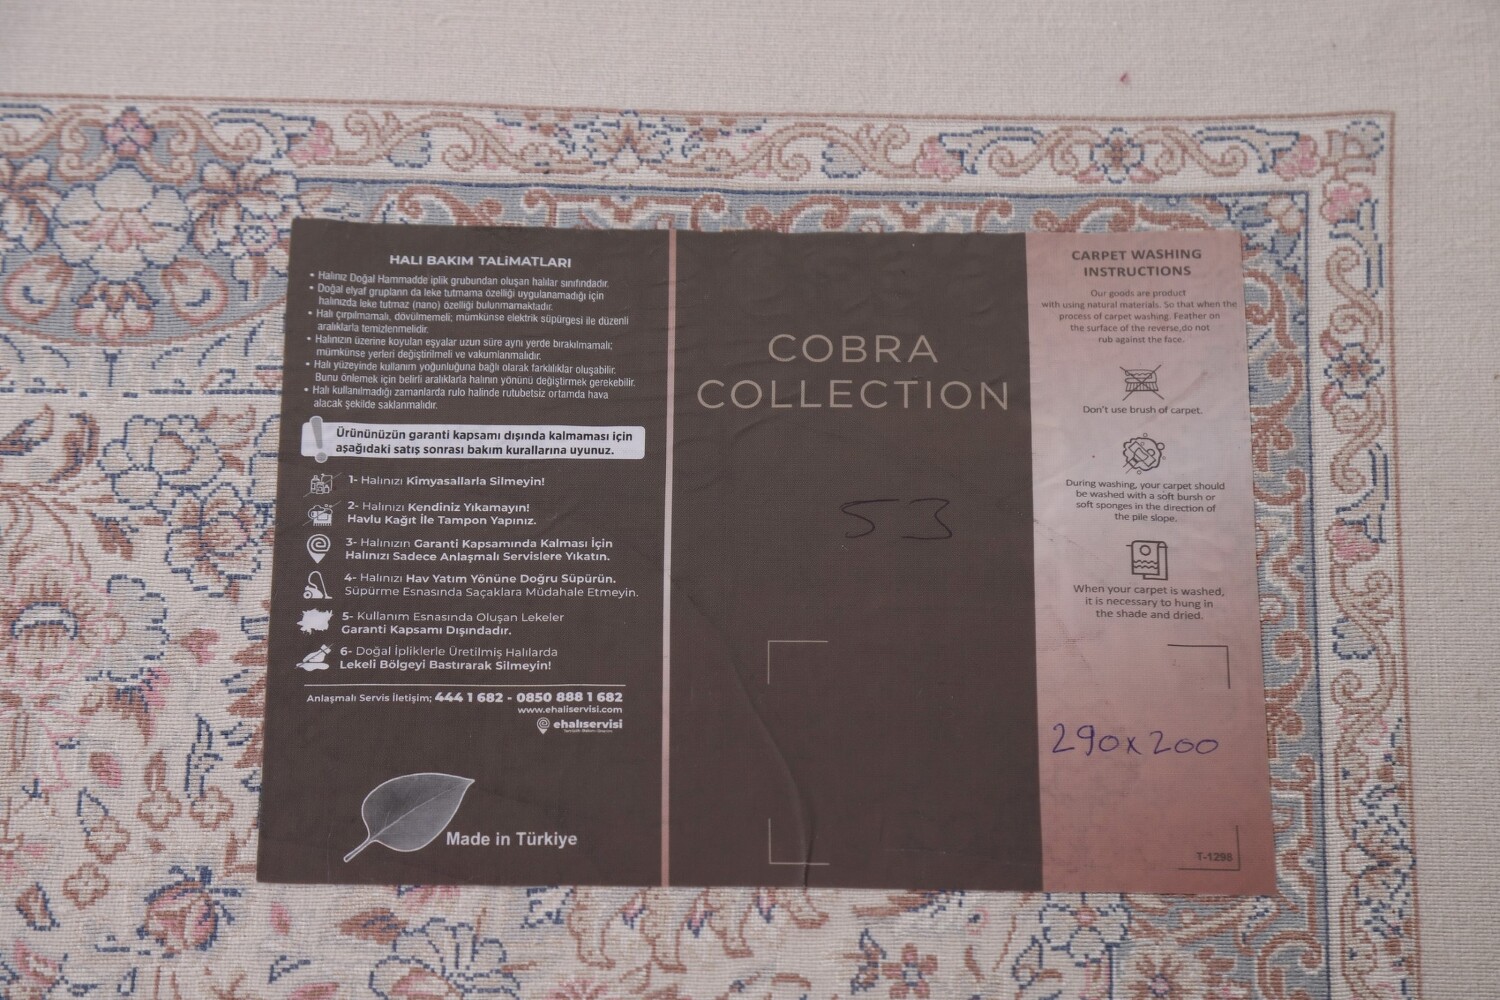 HALI BAKIM TALİMATLARI
• Halınız Doğal Hammadde iplik grubundan oluşan halılar sınıfındadır.
• Doğal elyaf grupların da leke tutmama özelliği uygulanamadığı için
halınızda leke tutmaz (nano) özelliği bulunmamaktadır.
• Halı çırpılmamalı, dövülmemeli; mümkünse elektrik süpürgesi ile düzenli
aralıklarla temizlenmelidir.
• Halınızın üzerine koyulan eşyalar uzun süre aynı yerde bırakılmamalı;
mümkünse yerleri değiştirilmeli ve vakumlanmalıdır.
• Halı yüzeyinde kullanım yoğunluğuna bağlı olarak farklılıklar oluşabilir.
Bunu önlemek için belirli aralıklarla halının yönünü değiştirmek gerekebilir.
• Halı kullanılmadığı zamanlarda rulo halinde rutubetsiz ortamda hava
alacak şekilde saklanmalıdır.
Ürününüzün garanti kapsamı dışında kalmaması için
aşağıdaki satış sonrası bakım kurallarına uyunuz.
1- Halınızı Kimyasallarla Silmeyin!
2- Halınızı Kendiniz Yıkamayın!
Havlu Kağıt İle Tampon Yapınız.
3- Halınızın Garanti Kapsamında Kalması İçin
Halınızı Sadece Anlaşmalı Servislere Yıkatın.
4- Halınızı Hav Yatım Yönüne Doğru Süpürün.
Süpürme Esnasında Saçaklara Müdahale Etmeyin.
5- Kullanım Esnasında Oluşan Lekeler
Garanti Kapsamı Dışındadır.
6- Doğal İpliklerle Üretilmiş Halılarda
Lekeli Bölgeyi Bastırarak Silmeyin!
Anlaşmalı Servis İletişim; 444 1 682 - 0850 888 1 682
www.ehaliservisi.com
ehalıservisi
Made in Türkiye
COBRA
COLLECTION
53
CARPET WASHING
INSTRUCTIONS
Our goods are product
with using natural materials. So that when the
process of carpet washing. Feather on
the surface of the reverse,do not
rub against the face.
Don't use brush of carpet.
During washing, your carpet should
be washed with a soft bursh or
soft sponges in the direction of
the pile slope.
When your carpet is washed,
it is necessary to hung in
the shade and dried.
290x200
T-1298